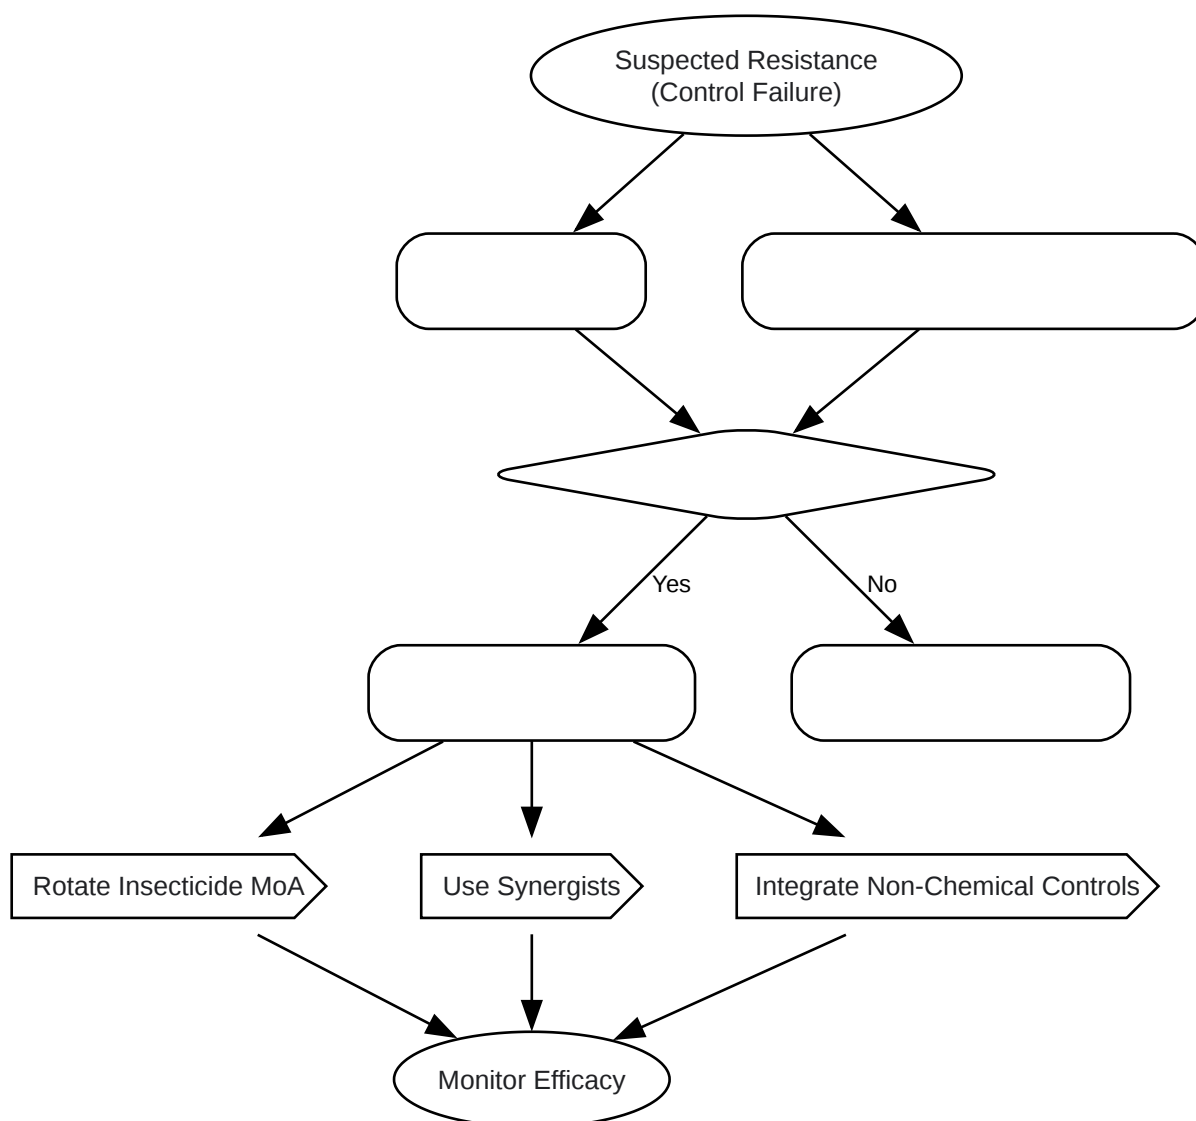 Suspected Resistance
(Control Failure)
Yes
No
Rotate Insecticide MoA
Use Synergists
Integrate Non-Chemical Controls
Monitor Efficacy